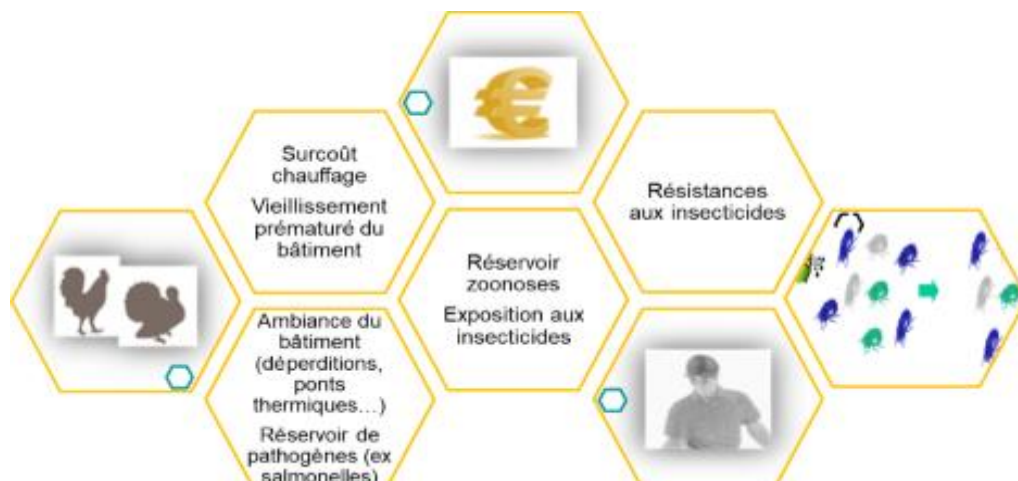 Surcoût
chauffage
Vieillissement
prématuré du
bâtiment
Résistances
aux insecticides
Réservoir
zoonoses
Exposition aux
insecticides
Ambiance du
bâtiment
(déperditions,
ponts
thermiques…)
Réservoir de
pathogènes (ex
salmonelles)